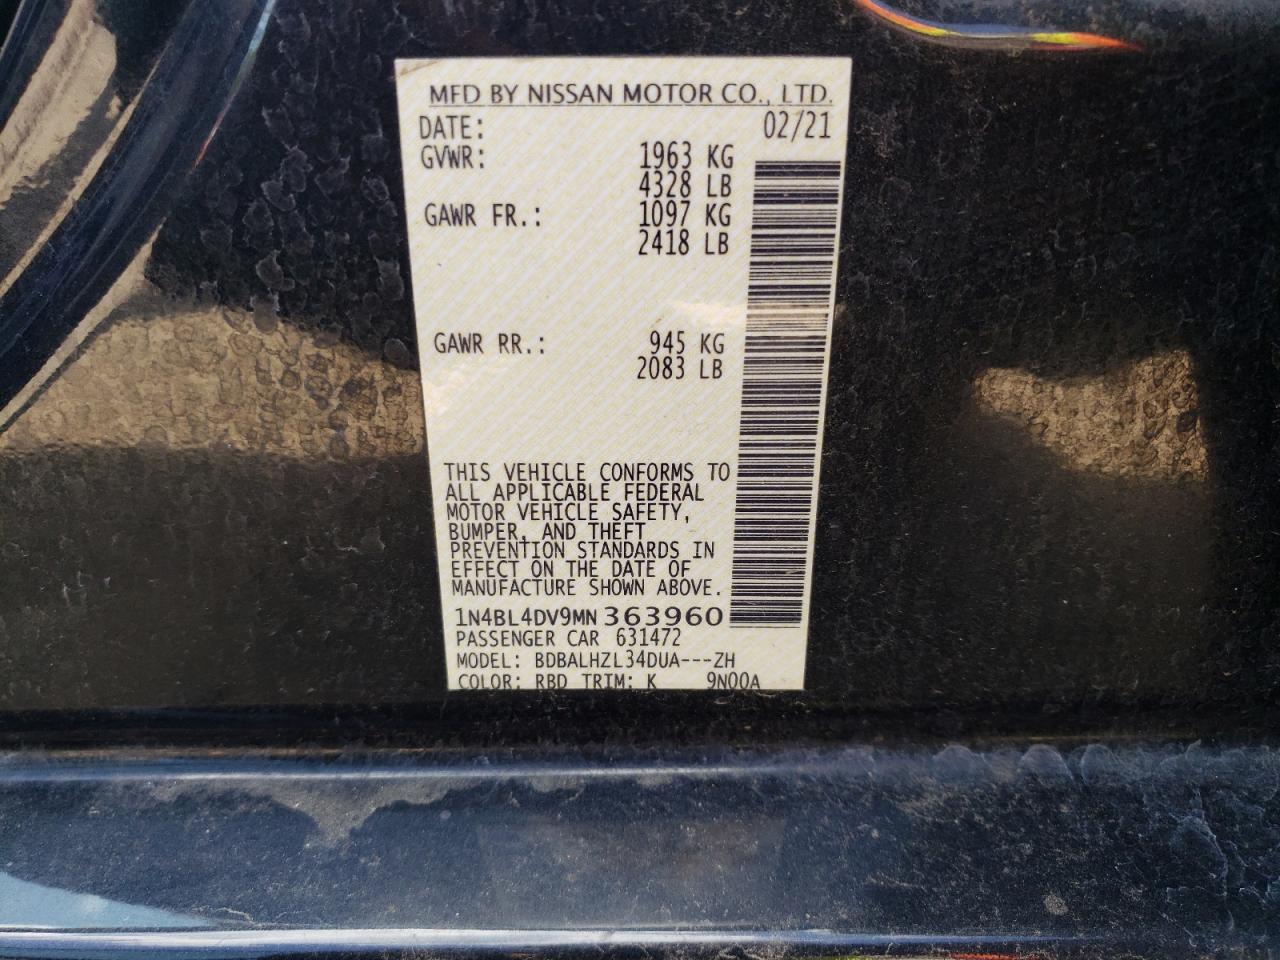 MFD BY NISSAN MOTOR CO., LTD.
DATE: 02/21
GVWR: 1963 KG
4328 LB
GAWR FR.: 1097 KG
2418 LB
GAWR RR.: 945 KG
2083 LB
THIS VEHICLE CONFORMS TO
ALL APPLICABLE FEDERAL
MOTOR VEHICLE SAFETY,
BUMPER, AND THEFT
PREVENTION STANDARDS IN
EFFECT ON THE DATE OF
MANUFACTURE SHOWN ABOVE.
1N4BL4DV9MN363960
PASSENGER CAR 631472
MODEL: BDBALHZL34DUA---ZH
COLOR: RBD TRIM: K 9N00A